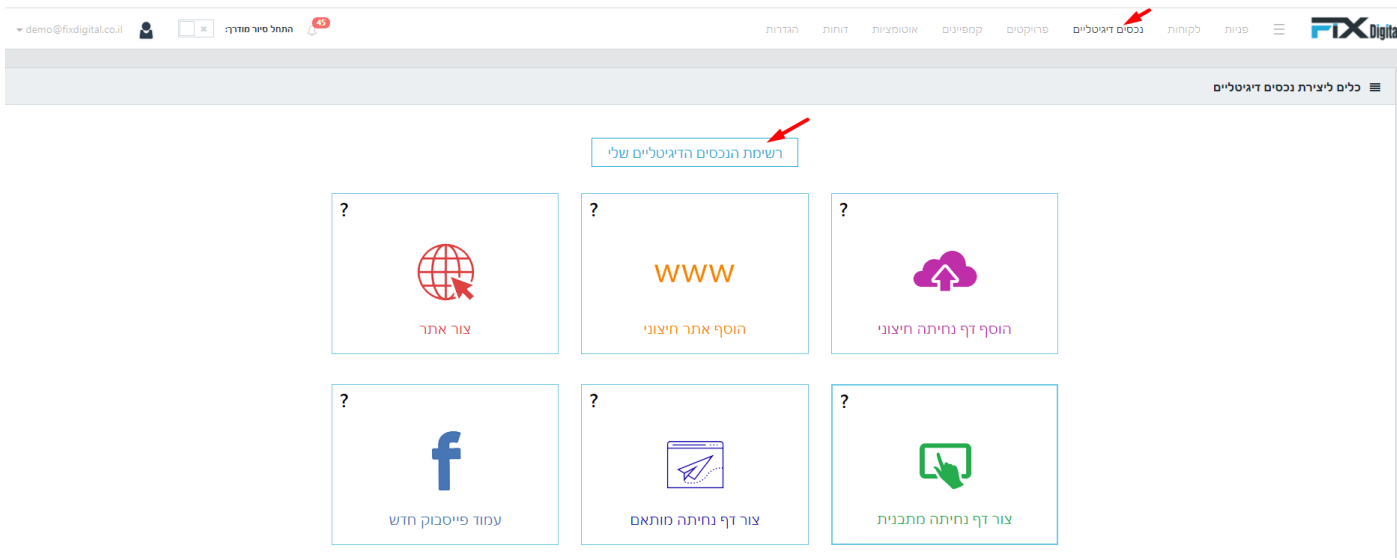 FIX Digita
פניות
לקוחות
נכסים דיגיטליים
פרויקטים
קמפיינים
אוטומציות
דוחות
הגדרות
45
התחל סיור מודרך:
demo@fixdigital.co.il
כלים ליצירת נכסים דיגיטליים
רשימת הנכסים הדיגיטליים שלי
?
הוסף דף נחיתה חיצוני
?
www
הוסף אתר חיצוני
?
צור אתר
?
צור דף נחיתה מתבנית
?
צור דף נחיתה מותאם
?
f
עמוד פייסבוק חדש